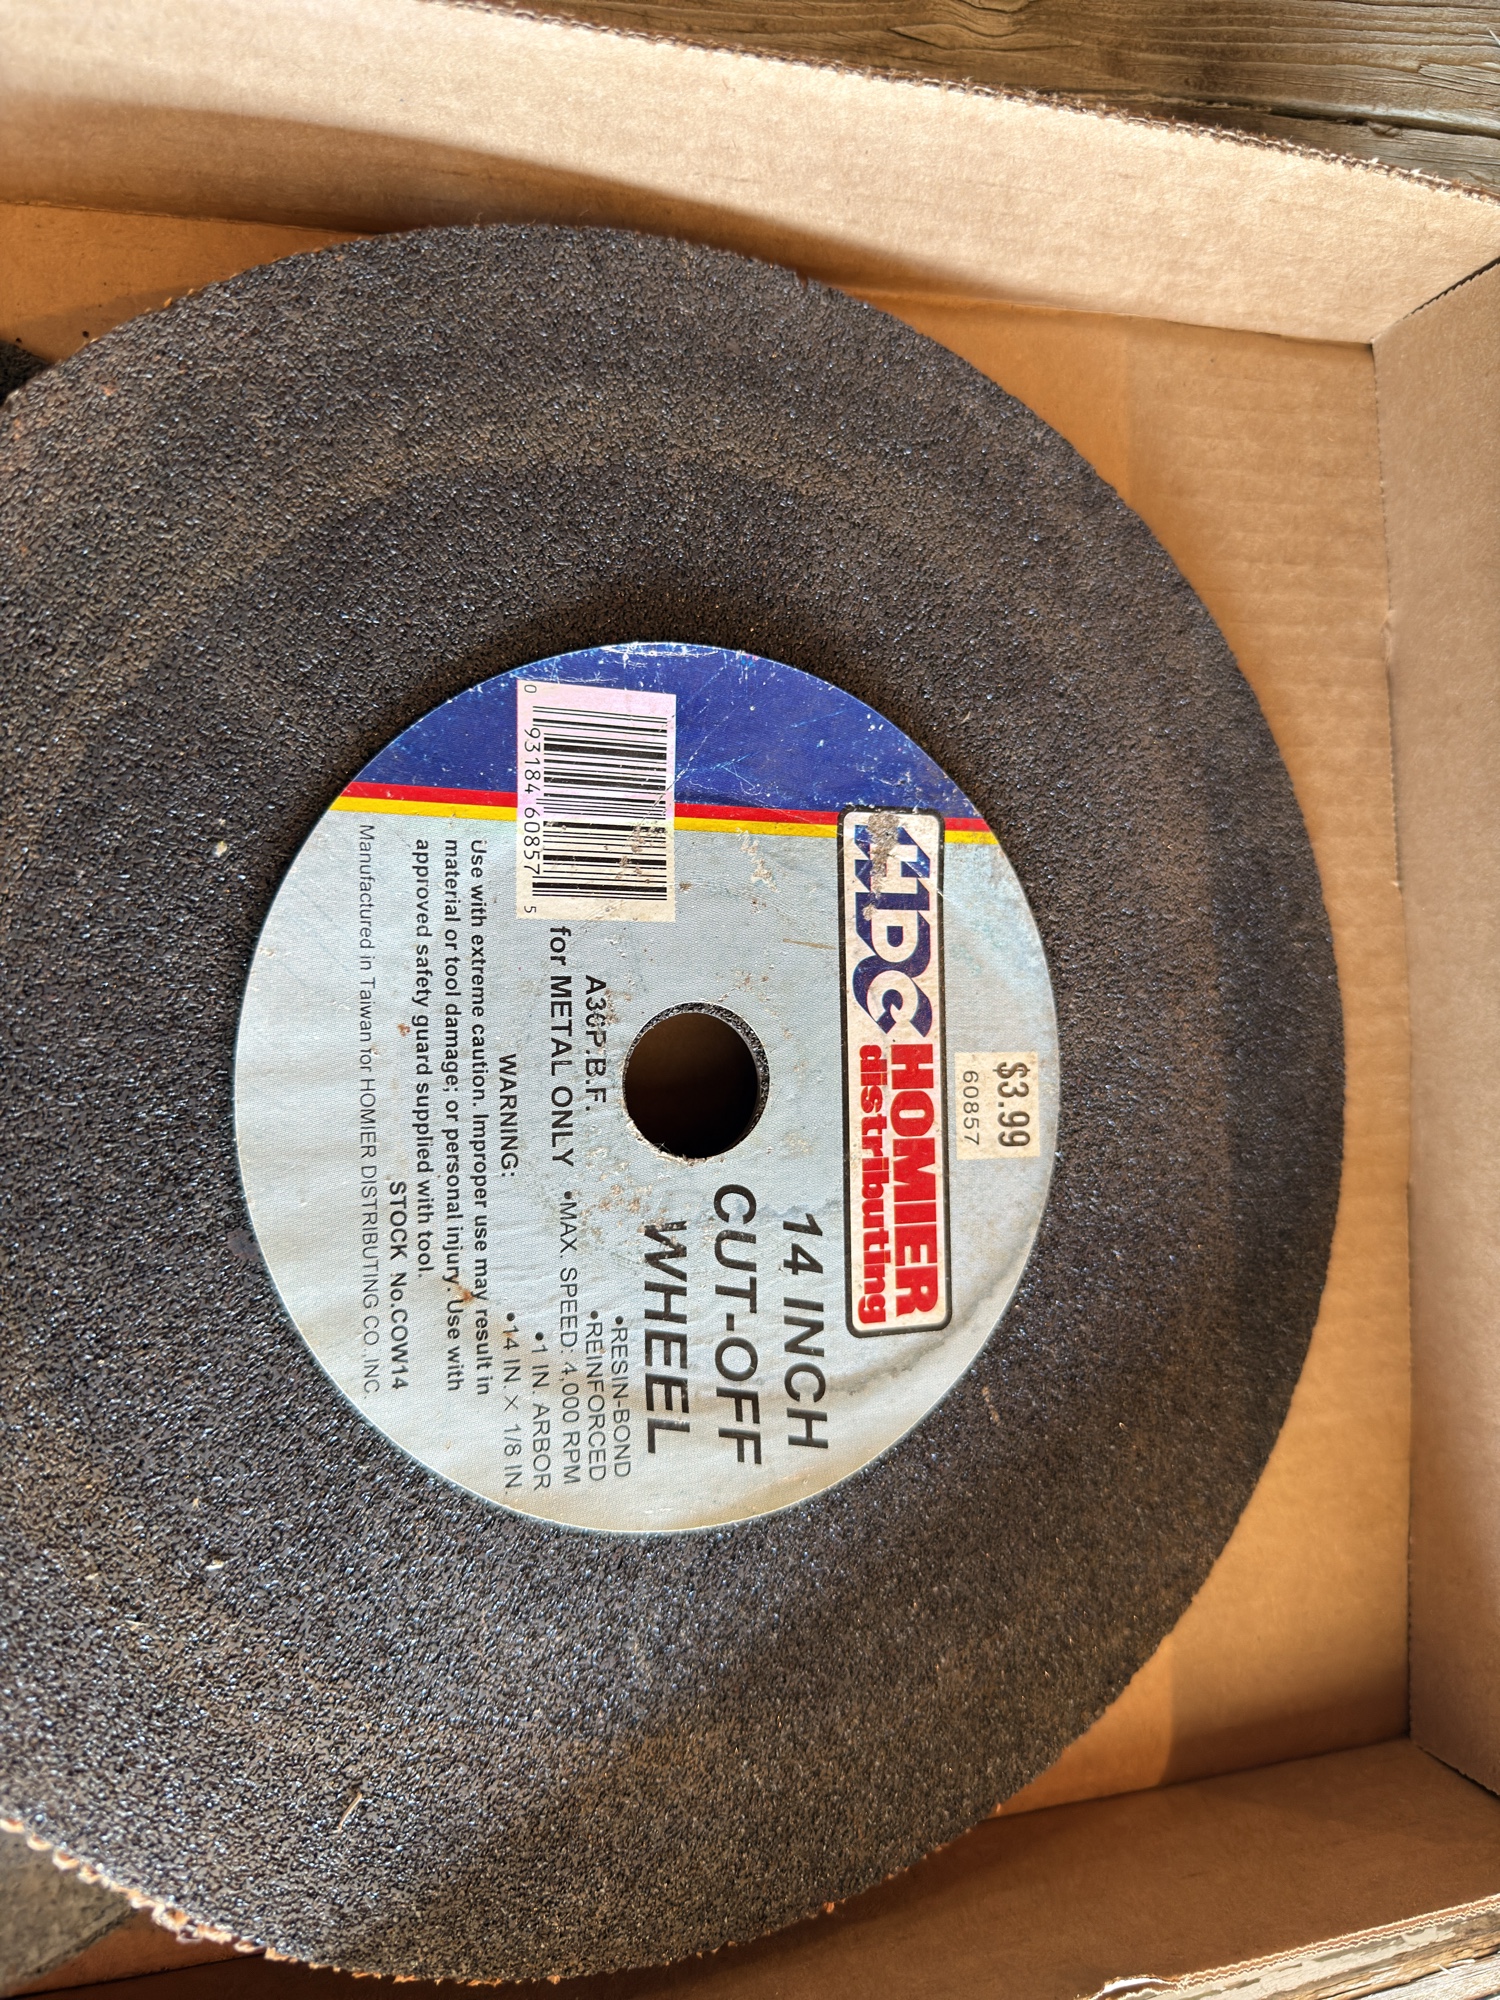 $3.99
60857
HDC HOMIER
distributing
14 INCH
CUT-OFF
WHEEL
A36P.B.F.
for METAL ONLY
•RESIN-BOND
•REINFORCED
•MAX. SPEED: 4,000 RPM
•1 IN. ARBOR
•14 IN. X 1/8 IN.
WARNING:
Use with extreme caution. Improper use may result in
material or tool damage; or personal injury. Use with
approved safety guard supplied with tool.
STOCK No.COW14
Manufactured in Taiwan for HOMIER DISTRIBUTING CO. INC.
0 93184 60857 5